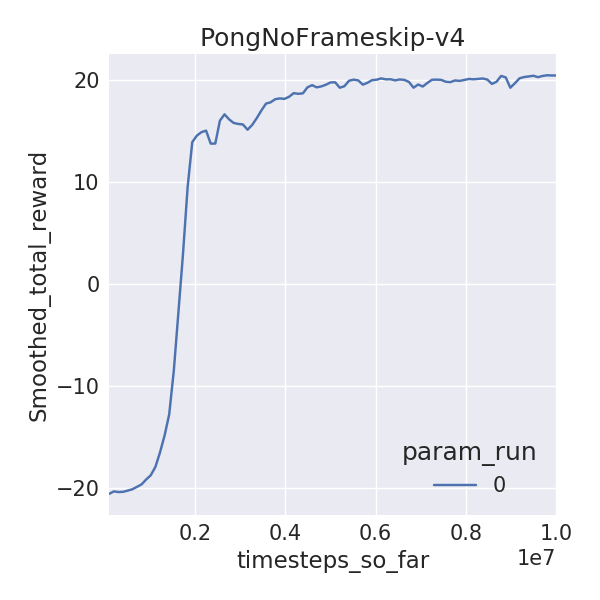 PongNoFrameskip-v4
Smoothed_total_reward
20
10
0
−10
−20
param_run
0
0.2 0.4 0.6 0.8 1.0
1e7
timesteps_so_far